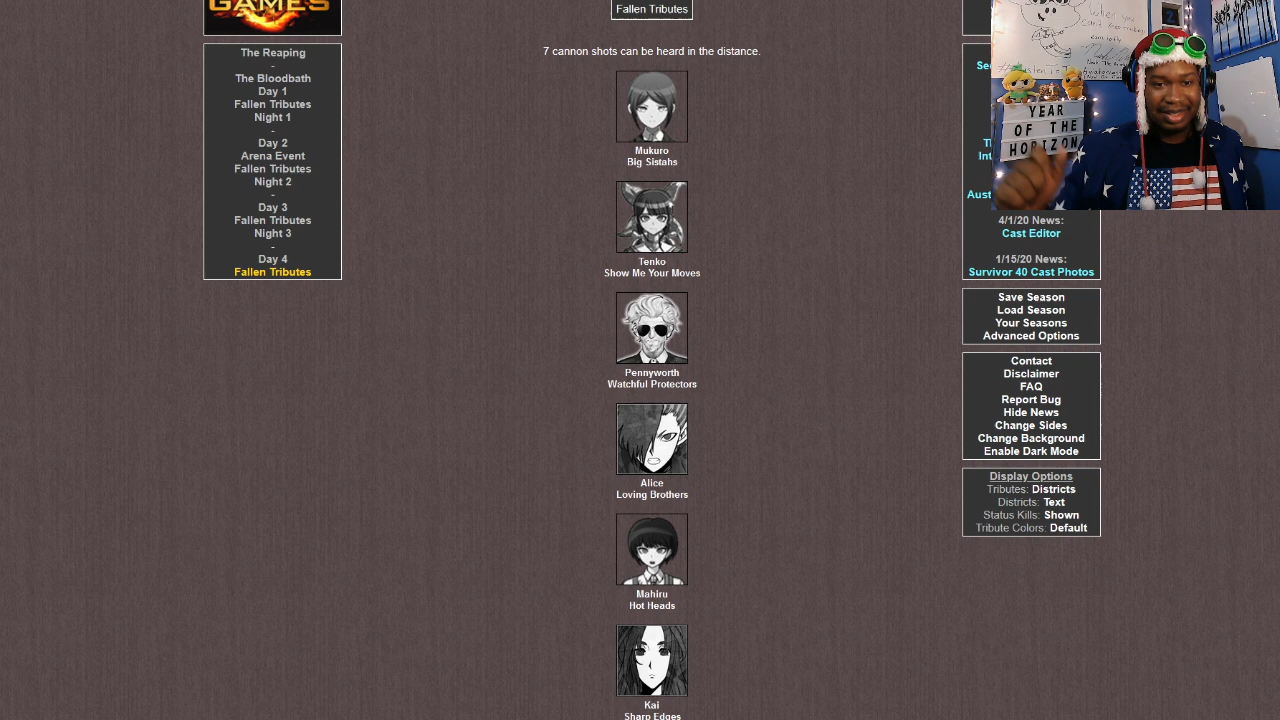 GAMES
The Reaping
-
The Bloodbath
Day 1
Fallen Tributes
Night 1
-
Day 2
Arena Event
Fallen Tributes
Night 2
-
Day 3
Fallen Tributes
Night 3
-
Day 4
Fallen Tributes
Fallen Tributes
7 cannon shots can be heard in the distance.
Mukuro
Big Sistahs
Tenko
Show Me Your Moves
Pennyworth
Watchful Protectors
Alice
Loving Brothers
Mahiru
Hot Heads
Kai
Sharp Edges
YEAR
OF THE
HORIZON
4/1/20 News:
Cast Editor
1/15/20 News:
Survivor 40 Cast Photos
Save Season
Load Season
Your Seasons
Advanced Options
Contact
Disclaimer
FAQ
Report Bug
Hide News
Change Sides
Change Background
Enable Dark Mode
Display Options
Tributes: Districts
Districts: Text
Status Kills: Shown
Tribute Colors: Default